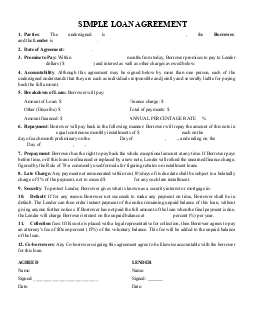 SIMPLE LOAN AGREEMENT
1. Parties: The undersigned is , the Borrower,
and the Lender is .
2. Date of Agreement: .
3. Promise to Pay: Within months from today, Borrower promises to pay to Lender
dollars ($ ) and interest as well as other charges as owed below.
4. Accountability: Although this agreement may be signed below by more than one person, each of the
undersigned understands that they are each as individuals responsible and jointly and severally liable for paying
back the full amount.
5. Breakdown of Loan: Borrower will pay:
Amount of Loan: $ Finance charge: $
Other (Describe) $ Total of payments: $
Amount financed: $ ANNUAL PERCENTAGE RATE %
6. Repayment: Borrower will pay back in the following manner: Borrower will repay the amount of this note in
equal continuous monthly installments of $ each on the
day of each month preliminary on the Day of , , and ending on the
Day of
7. Prepayment: Borrower has the right to pay back the whole exceptional amount at any time. If Borrower pays
before time, or if this loan is refinanced or replaced by a new note, Lender will refund the unearned finance charge,
figured by the Rule of 78 a commonly used formula for figuring rebates on installment loans.
8. Late Charge: Any payment not remunerated within ten (10) days of its due date shall be subject to a belatedly
charge of 5% of the payment, not to exceed $ for any such late installment.
9. Security: To protect Lender, Borrower gives what is known as a security interest or mortgage in:
10. Default: If for any reason Borrower not succeeds to make any payment on time, Borrower shall be in
default. The Lender can then order instant payment of the entire remaining unpaid balance of this loan, without
giving anyone further notices. If Borrower has not paid the full amount of the loan when the final payment is due,
the Lender will charge Borrower interest on the unpaid balance at percent (%) per year.
11. Collection fees: If this note is placed with a legal representative for collection, then Borrower agrees to pay
an attorney's fee of fifteen percent (15%) of the voluntary balance. This fee will be added to the unpaid balance
of the loan.
12. Co-borrowers: Any Co-borrowers signing this agreement agree to be likewise accountable with the borrower
for this loan.
AGREED LENDER
Name: Name:
Signed: Signed:
Date: Date: